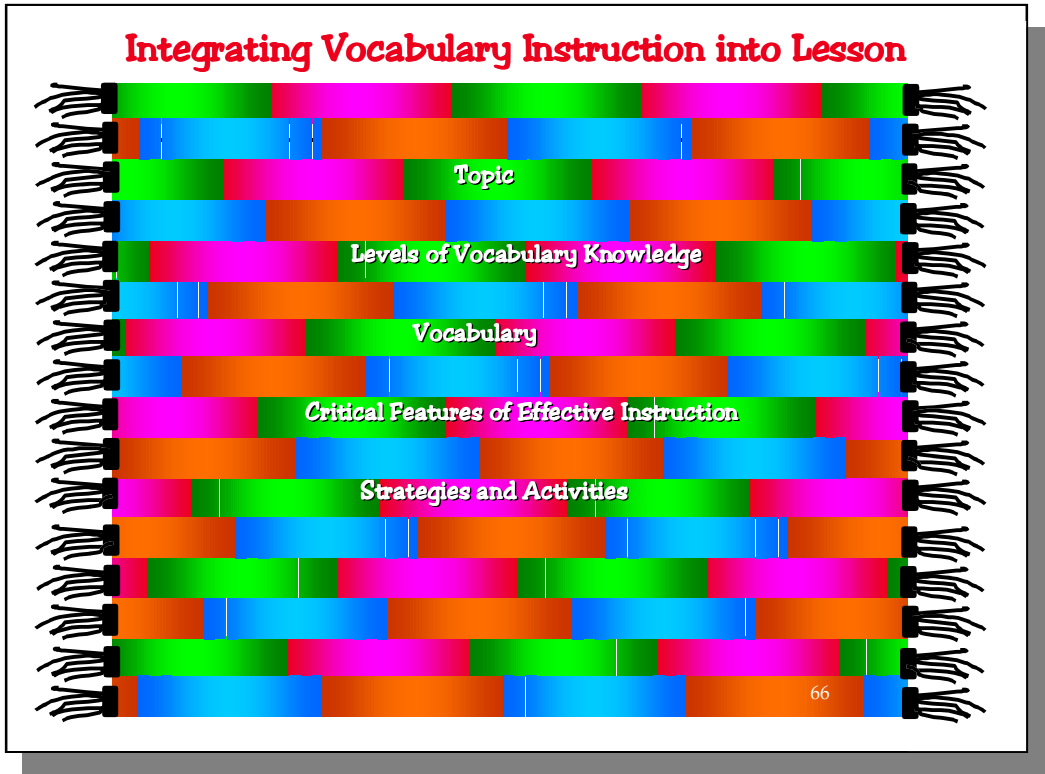 Integrating Vocabulary Instruction into Lesson
Topic
Levels of Vocabulary Knowledge
Vocabulary
Critical Features of Effective Instruction
Strategies and Activities
66